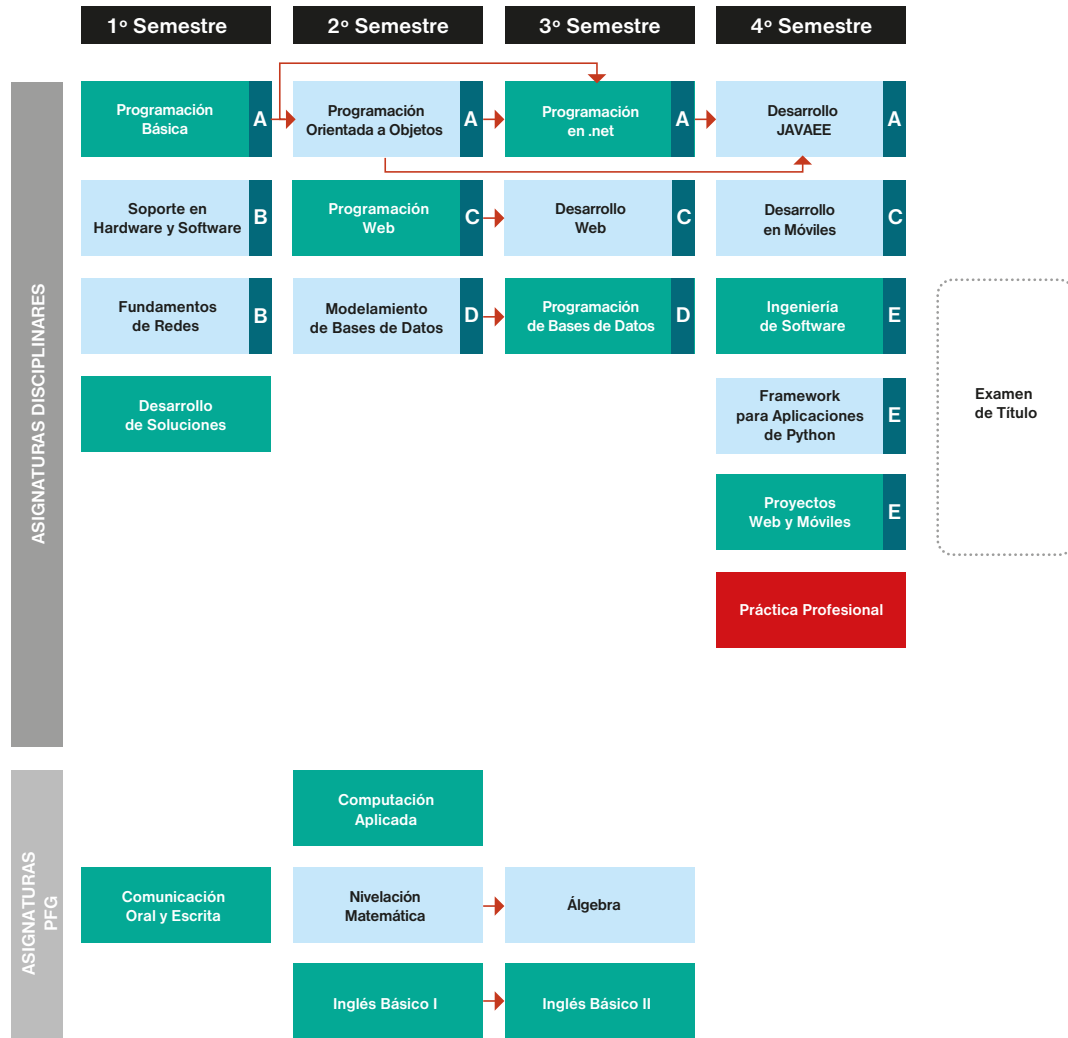 1º Semestre
2º Semestre
3º Semestre
4º Semestre
ASIGNATURAS DISCIPLINARES
Programación
Básica
A
Programación
Orientada a Objetos
A
Programación
en .net
A
Desarrollo
JAVAEE
A
Soporte en
Hardware y Software
B
Programación
Web
C
Desarrollo
Web
C
Desarrollo
en Móviles
C
Fundamentos
de Redes
B
Modelamiento
de Bases de Datos
D
Programación
de Bases de Datos
D
Ingeniería
de Software
E
Desarrollo
de Soluciones
Framework
para Aplicaciones
de Python
E
Examen
de Título
Proyectos
Web y Móviles
E
Práctica Profesional
ASIGNATURAS
PFG
Computación
Aplicada
Comunicación
Oral y Escrita
Nivelación
Matemática
Álgebra
Inglés Básico I
Inglés Básico II